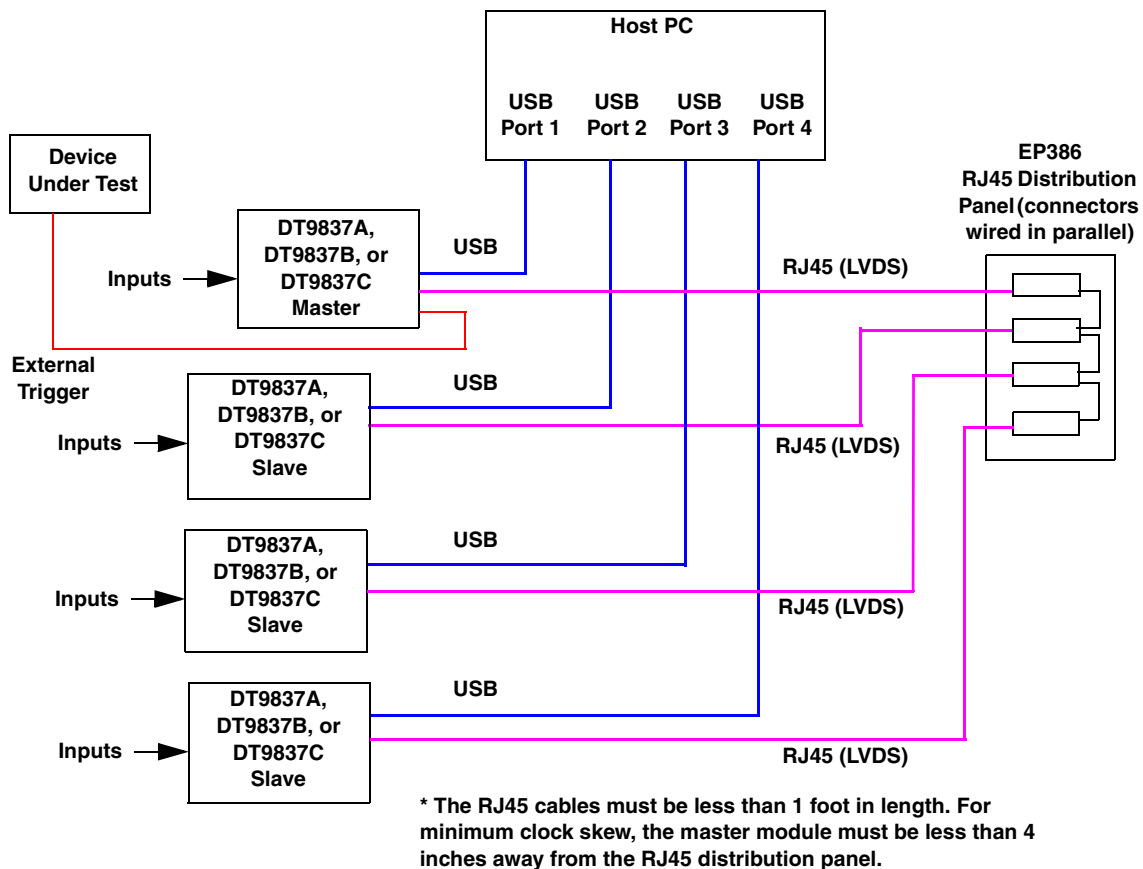 Host PC
USB
Port 1
USB
Port 2
USB
Port 3
USB
Port 4
Device
Under Test
EP386
RJ45 Distribution
Panel (connectors
wired in parallel)
DT9837A,
DT9837B, or
DT9837C
Master
Inputs
USB
RJ45 (LVDS)
External
Trigger
DT9837A,
DT9837B, or
DT9837C
Slave
Inputs
USB
RJ45 (LVDS)
DT9837A,
DT9837B, or
DT9837C
Slave
Inputs
USB
RJ45 (LVDS)
DT9837A,
DT9837B, or
DT9837C
Slave
Inputs
USB
RJ45 (LVDS)
* The RJ45 cables must be less than 1 foot in length. For
minimum clock skew, the master module must be less than 4
inches away from the RJ45 distribution panel.